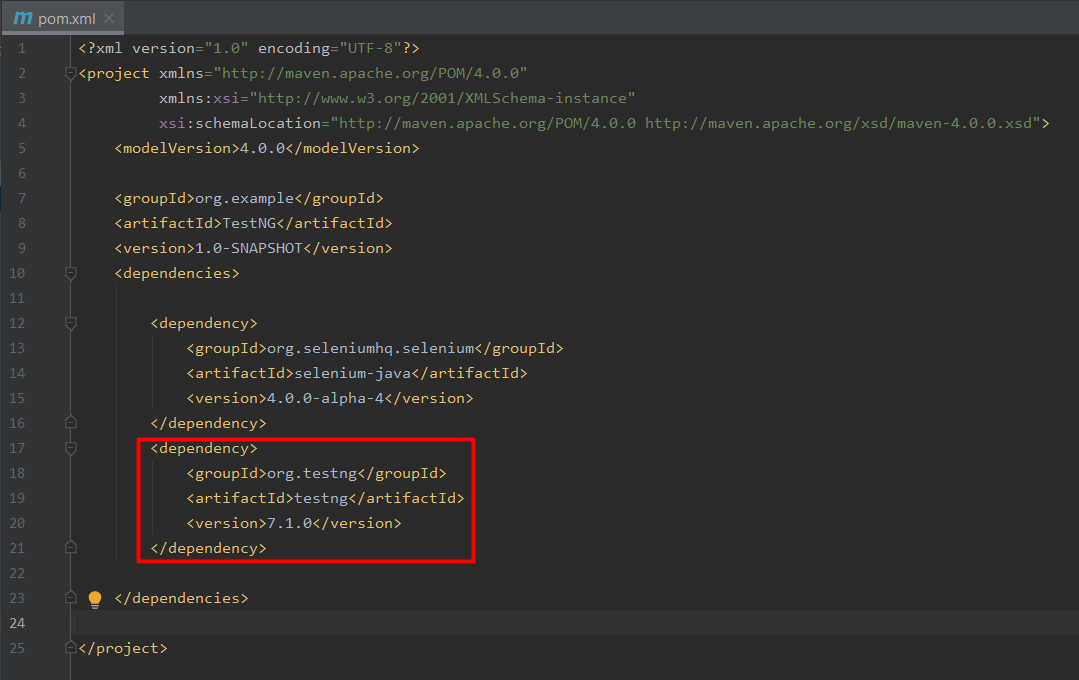 m pom.xml ×
1 <?xml version="1.0" encoding="UTF-8"?>
2 <project xmlns="http://maven.apache.org/POM/4.0.0"
3          xmlns:xsi="http://www.w3.org/2001/XMLSchema-instance"
4          xsi:schemaLocation="http://maven.apache.org/POM/4.0.0 http://maven.apache.org/xsd/maven-4.0.0.xsd">
5     <modelVersion>4.0.0</modelVersion>
6
7     <groupId>org.example</groupId>
8     <artifactId>TestNG</artifactId>
9     <version>1.0-SNAPSHOT</version>
10     <dependencies>
11
12         <dependency>
13             <groupId>org.seleniumhq.selenium</groupId>
14             <artifactId>selenium-java</artifactId>
15             <version>4.0.0-alpha-4</version>
16         </dependency>
17         <dependency>
18             <groupId>org.testng</groupId>
19             <artifactId>testng</artifactId>
20             <version>7.1.0</version>
21         </dependency>
22
23     </dependencies>
24
25 </project>